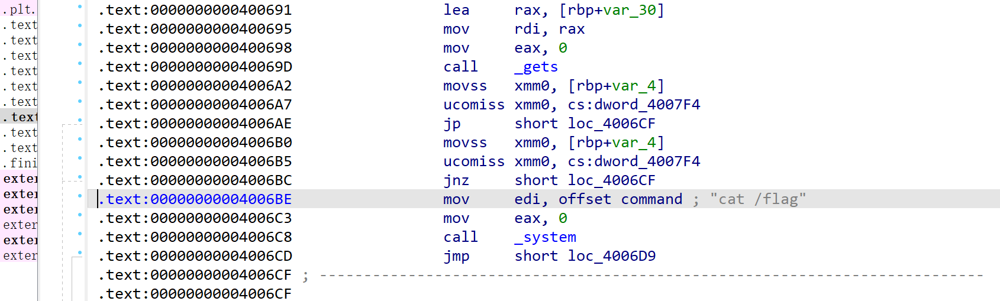 .plt.
.text
.text
.text
.text
.text
.text
.text
.text
.text
.fini
exter
exter
exter
exter
exter
exter
.text:0000000000400691 lea rax, [rbp+var_30]
.text:0000000000400695 mov rdi, rax
.text:0000000000400698 mov eax, 0
.text:000000000040069D call _gets
.text:00000000004006A2 movss xmm0, [rbp+var_4]
.text:00000000004006A7 ucomiss xmm0, cs:dword_4007F4
.text:00000000004006AE jp short loc_4006CF
.text:00000000004006B0 movss xmm0, [rbp+var_4]
.text:00000000004006B5 ucomiss xmm0, cs:dword_4007F4
.text:00000000004006BC jnz short loc_4006CF
.text:00000000004006BE mov edi, offset command ; "cat /flag"
.text:00000000004006C3 mov eax, 0
.text:00000000004006C8 call _system
.text:00000000004006CD jmp short loc_4006D9
.text:00000000004006CF ; ---------------------------------------------------------------------------
.text:00000000004006CF